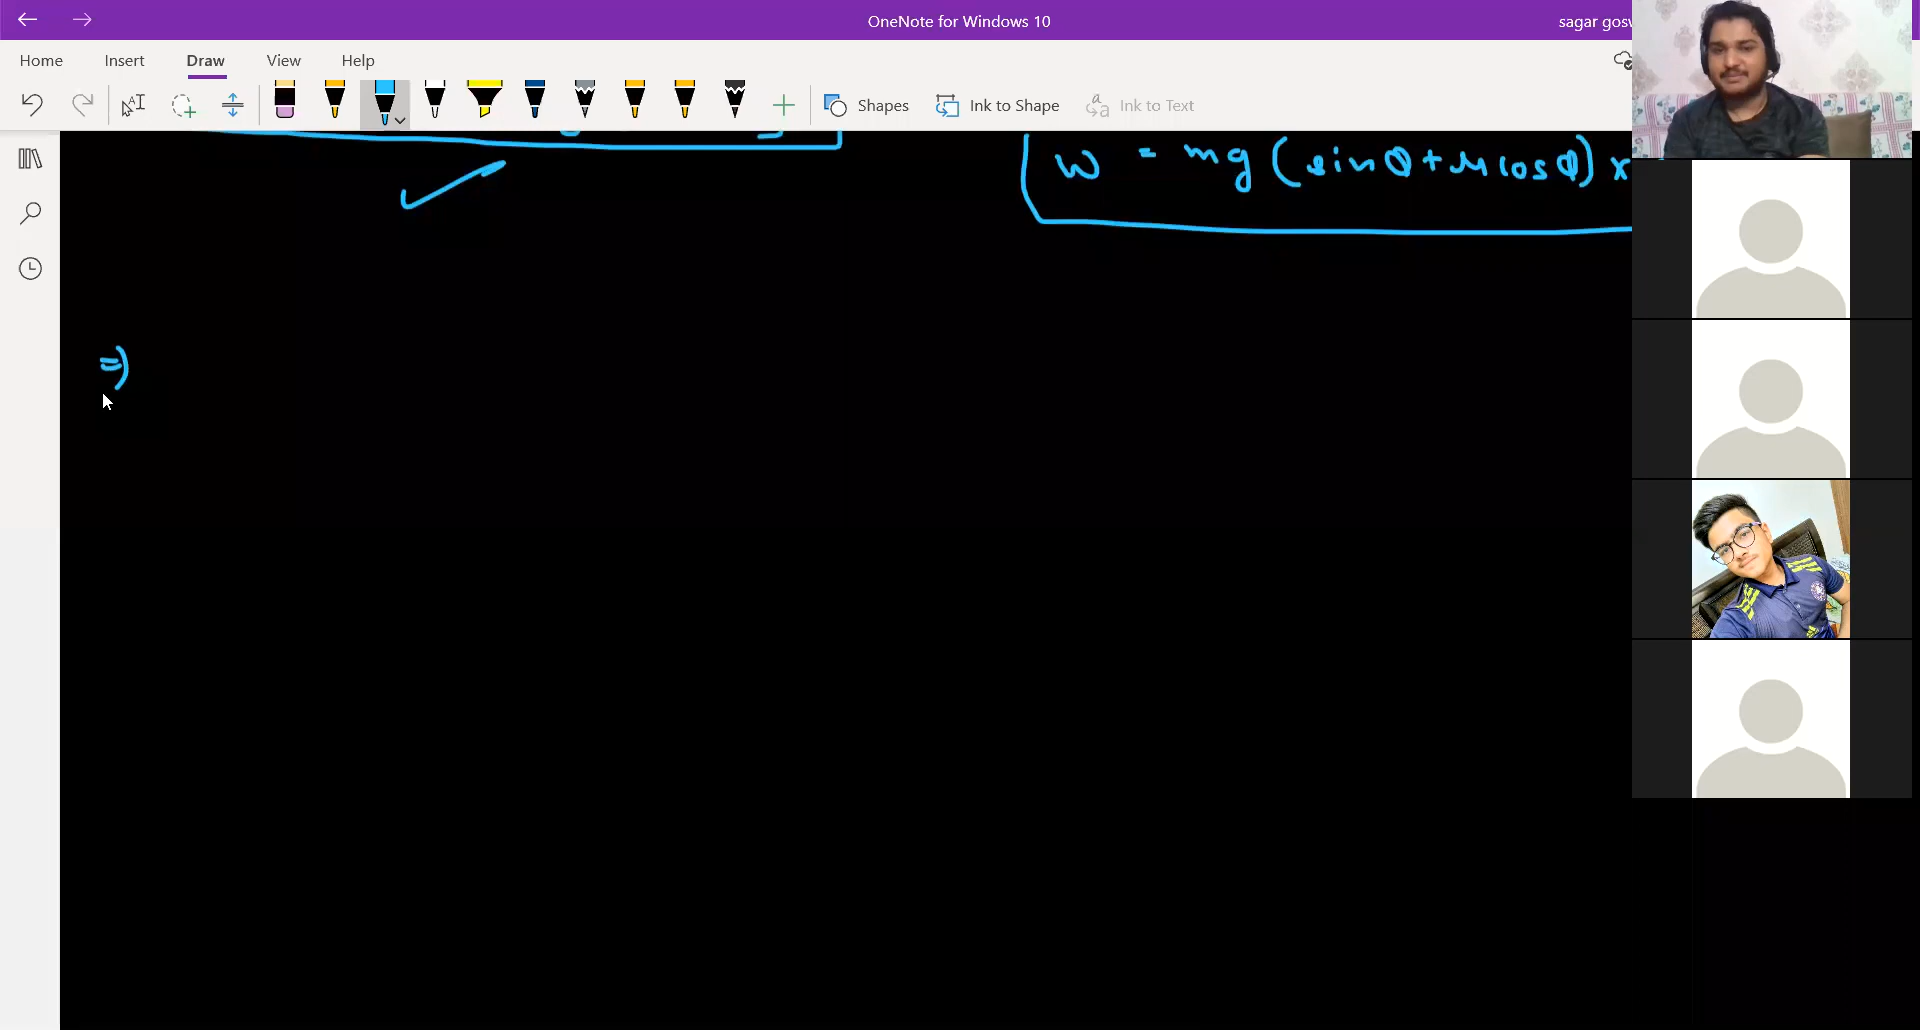 OneNote for Windows 10
sagar gosw
Home Insert Draw View Help
Shapes Ink to Shape Ink to Text
W = mg (sinθ + μ cosθ) x
⇒